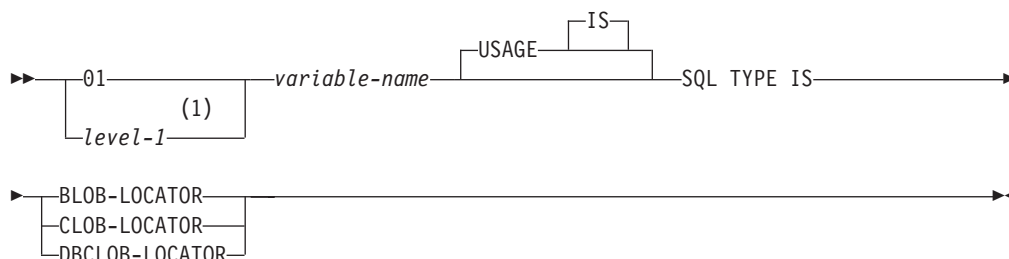 IS
USAGE
01 variable-name SQL TYPE IS
(1)
level-1
BLOB-LOCATOR
CLOB-LOCATOR
DBCLOB-LOCATOR